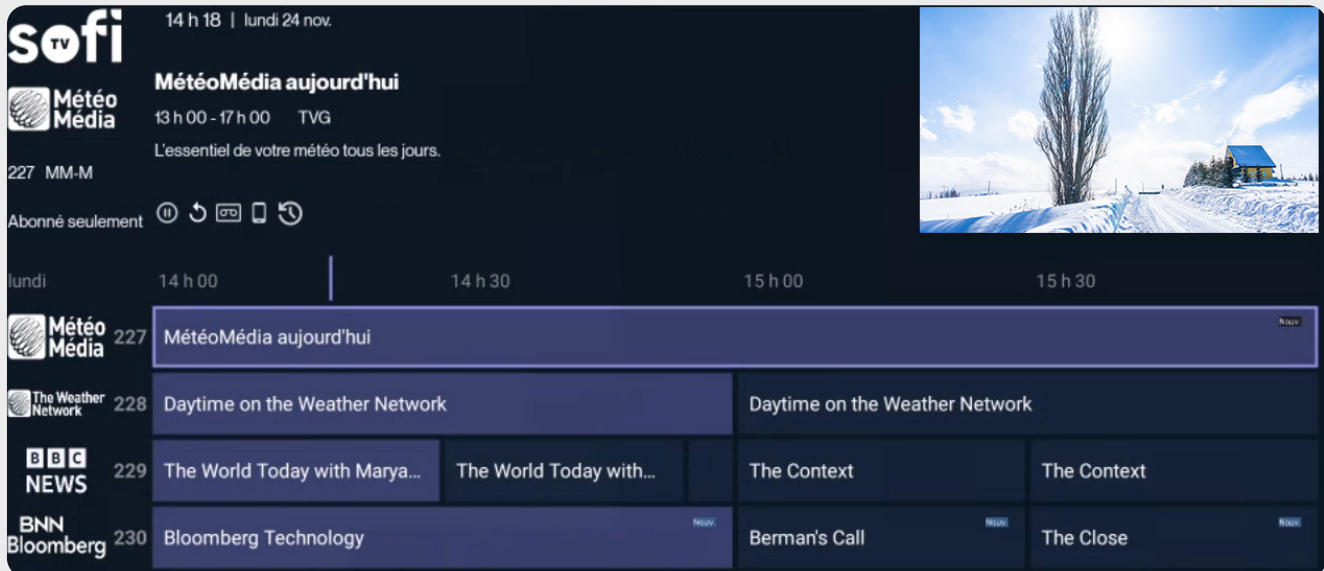 sofi
TV
14 h 18 | lundi 24 nov.
Météo
Média
MétéoMédia aujourd'hui
13 h 00 - 17 h 00 TVG
L'essentiel de votre météo tous les jours.
227 MM-M
Abonné seulement
lundi 14 h 00 14 h 30 15 h 00 15 h 30
Météo
Média 227 MétéoMédia aujourd'hui Nouv.
The Weather
Network 228 Daytime on the Weather Network Daytime on the Weather Network
BBC
NEWS 229 The World Today with Marya... The World Today with... The Context The Context
BNN
Bloomberg 230 Bloomberg Technology Nouv. Berman's Call Nouv. The Close Nouv.